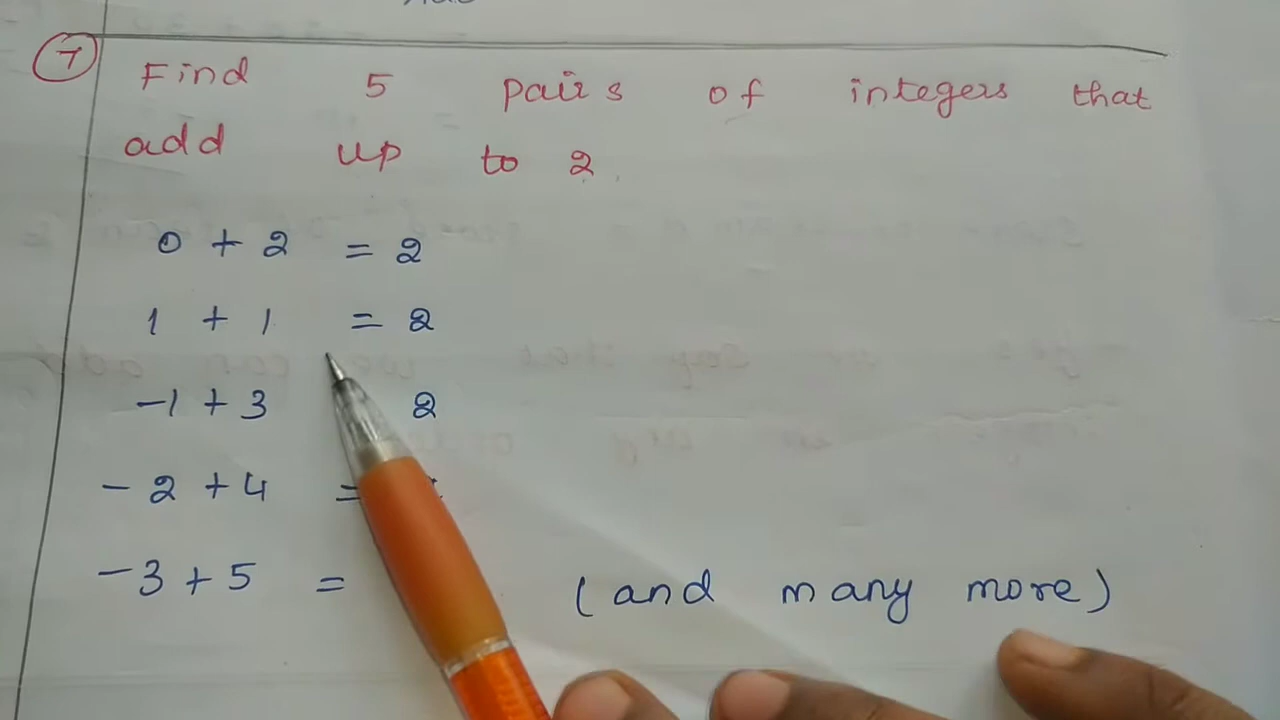 7 Find 5 pairs of integers that
add up to 2
0 + 2 = 2
1 + 1 = 2
-1 + 3 2
- 2 + 4 =
-3 + 5 = (and many more)